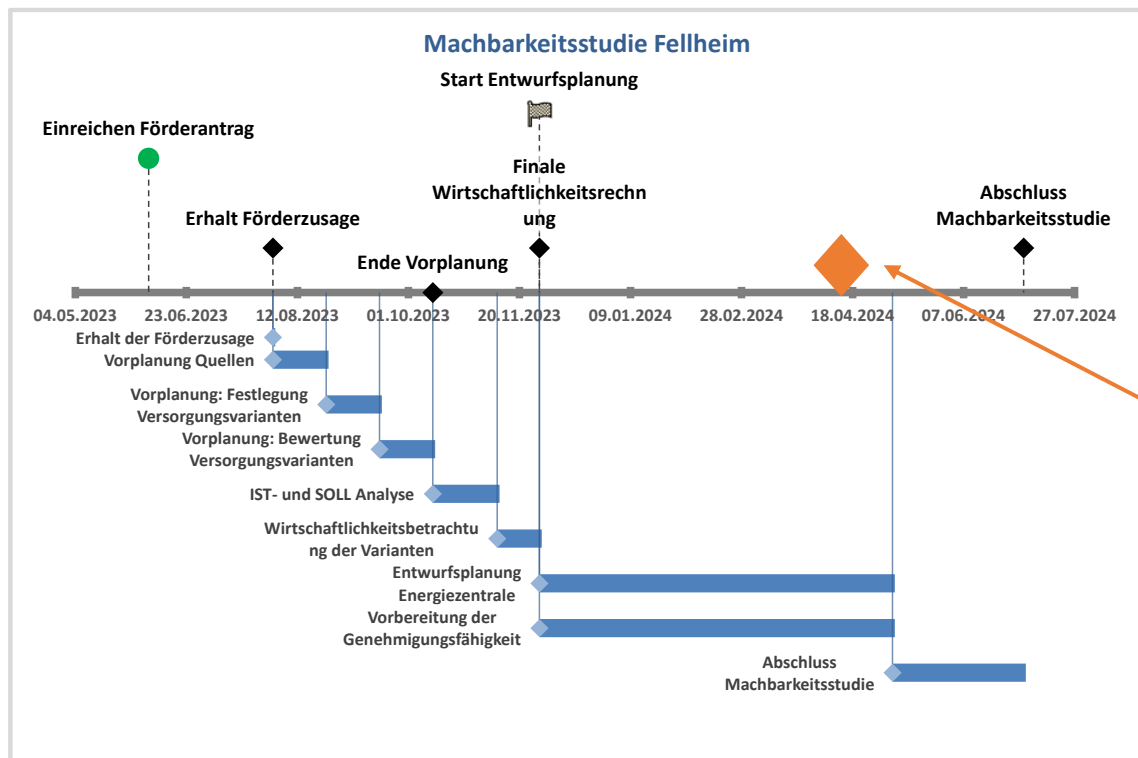 Machbarkeitsstudie Fellheim
Start Entwurfsplanung
Einreichen Förderantrag
Finale
Wirtschaftlichkeitsrechn
ung
Abschluss
Machbarkeitsstudie
Erhalt Förderzusage
Ende Vorplanung
04.05.2023 23.06.2023 12.08.2023 01.10.2023 20.11.2023 09.01.2024 28.02.2024 18.04.2024 07.06.2024 27.07.2024
Erhalt der Förderzusage
Vorplanung Quellen
Vorplanung: Festlegung
Versorgungsvarianten
Vorplanung: Bewertung
Versorgungsvarianten
IST- und SOLL Analyse
Wirtschaftlichkeitsbetrachtu
ng der Varianten
Entwurfsplanung
Energiezentrale
Vorbereitung der
Genehmigungsfähigkeit
Abschluss
Machbarkeitsstudie